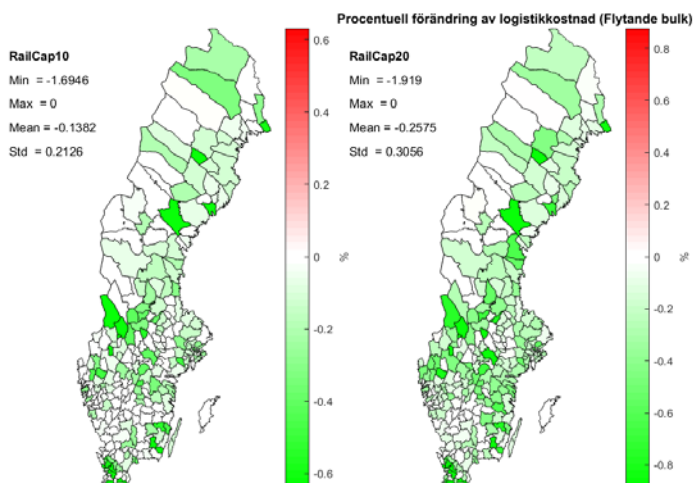 Procentuell förändring av logistikkostnad (Flytande bulk)
RailCap10
Min = -1.6946
Max = 0
Mean = -0.1382
Std = 0.2126
0.6
0.4
0.2
0
-0.2
-0.4
-0.6
%
RailCap20
Min = -1.919
Max = 0
Mean = -0.2575
Std = 0.3056
0.8
0.6
0.4
0.2
0
-0.2
-0.4
-0.6
-0.8
%